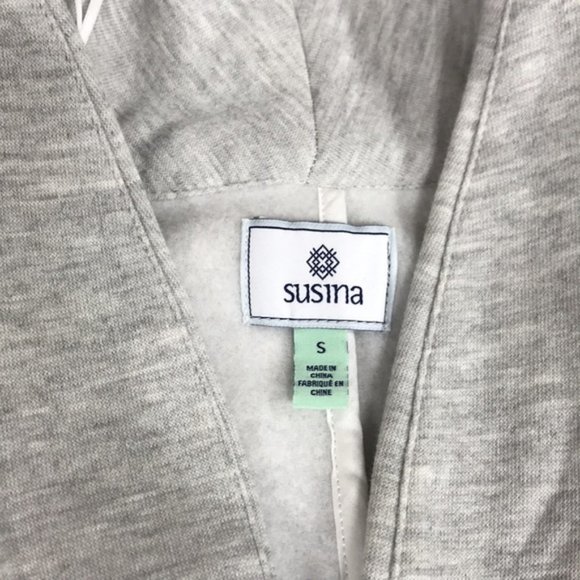 susina
S
MADE IN
CHINA
FABRIQUÉ EN
CHINE